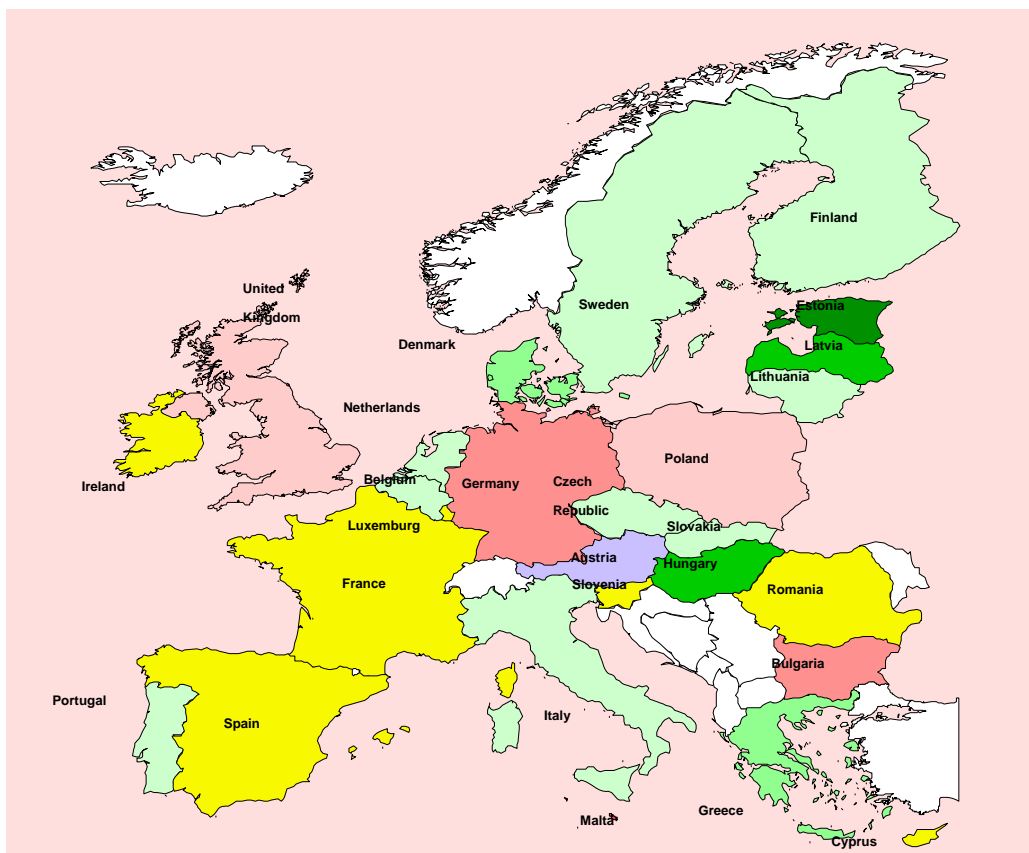 Finland
United
Kingdom
Sweden
Estonia
Denmark
Latvia
Lithuania
Netherlands
Poland
Belgium
Germany
Czech
Republic
Ireland
Luxemburg
Slovakia
Austria
Hungary
France
Slovenia
Romania
Bulgaria
Portugal
Spain
Italy
Greece
Malta
Cyprus